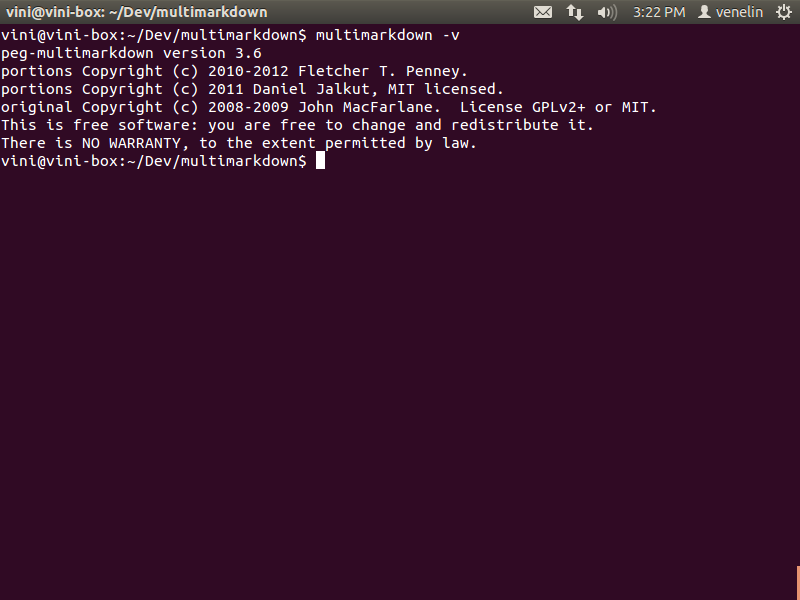 vini@vini-box: ~/Dev/multimarkdown 3:22 PM venelin
vini@vini-box:~/Dev/multimarkdown$ multimarkdown -v
peg-multimarkdown version 3.6
portions Copyright (c) 2010-2012 Fletcher T. Penney.
portions Copyright (c) 2011 Daniel Jalkut, MIT licensed.
original Copyright (c) 2008-2009 John MacFarlane.  License GPLv2+ or MIT.
This is free software: you are free to change and redistribute it.
There is NO WARRANTY, to the extent permitted by law.
vini@vini-box:~/Dev/multimarkdown$